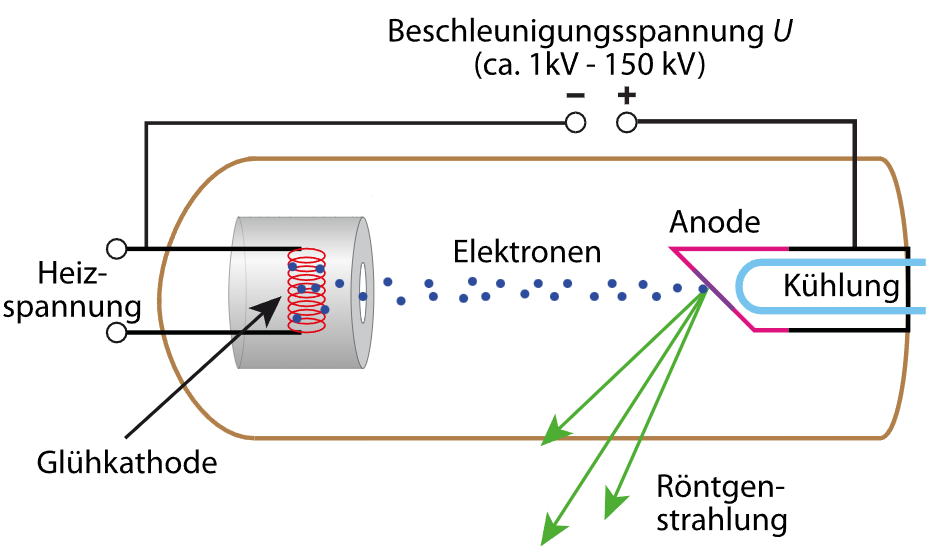 Beschleunigungsspannung U
(ca. 1kV - 150 kV)
− +
Anode
Elektronen
Heiz-
spannung
Kühlung
Glühkathode
Röntgen-
strahlung